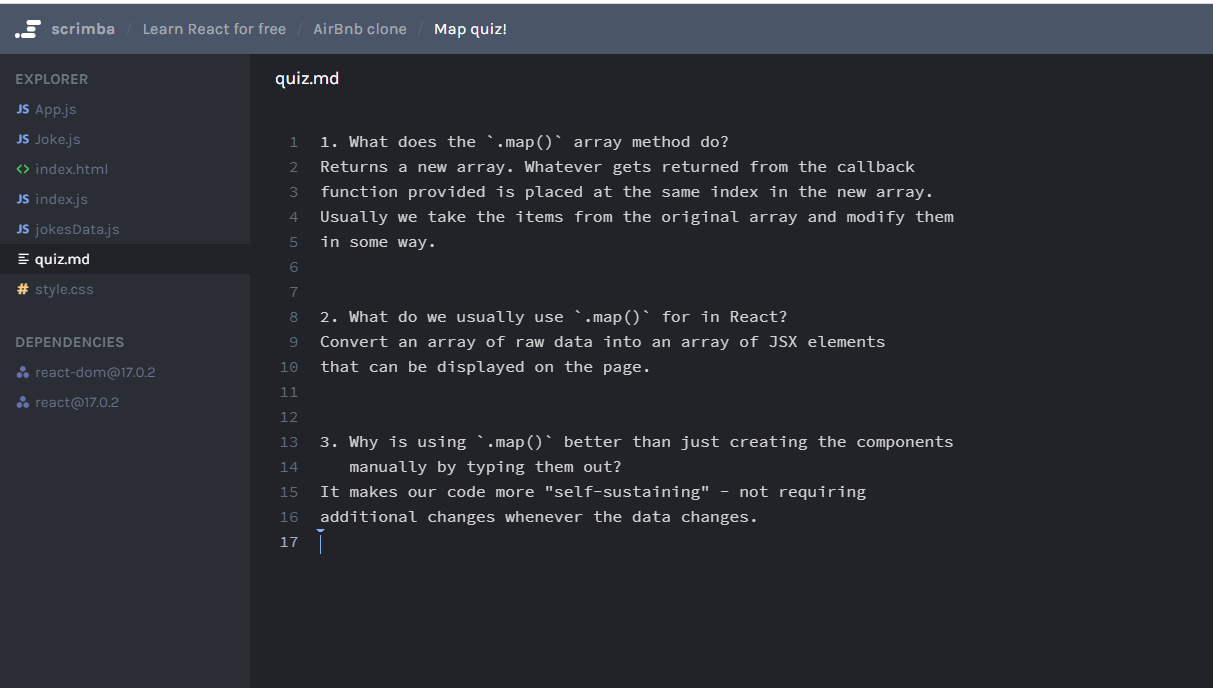 scrimba / Learn React for free / AirBnb clone / Map quiz!
EXPLORER
JS App.js
JS Joke.js
<> index.html
JS index.js
JS jokesData.js
quiz.md
# style.css
DEPENDENCIES
react-dom@17.0.2
react@17.0.2
quiz.md
1 1. What does the `.map()` array method do?
2 Returns a new array. Whatever gets returned from the callback
3 function provided is placed at the same index in the new array.
4 Usually we take the items from the original array and modify them
5 in some way.
6
7
8 2. What do we usually use `.map()` for in React?
9 Convert an array of raw data into an array of JSX elements
10 that can be displayed on the page.
11
12
13 3. Why is using `.map()` better than just creating the components
14    manually by typing them out?
15 It makes our code more "self-sustaining" - not requiring
16 additional changes whenever the data changes.
17